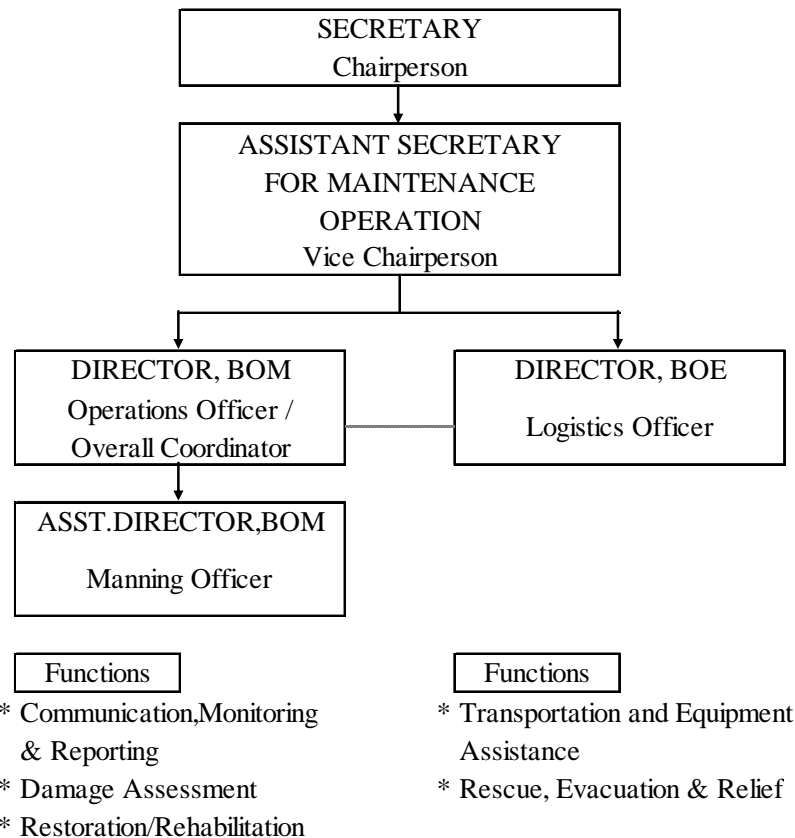 SECRETARY
Chairperson
ASSISTANT SECRETARY
FOR MAINTENANCE
OPERATION
Vice Chairperson
DIRECTOR, BOM
Operations Officer /
Overall Coordinator
DIRECTOR, BOE
Logistics Officer
ASST.DIRECTOR,BOM
Manning Officer
Functions
* Communication,Monitoring
& Reporting
* Damage Assessment
* Restoration/Rehabilitation
Functions
* Transportation and Equipment
Assistance
* Rescue, Evacuation & Relief